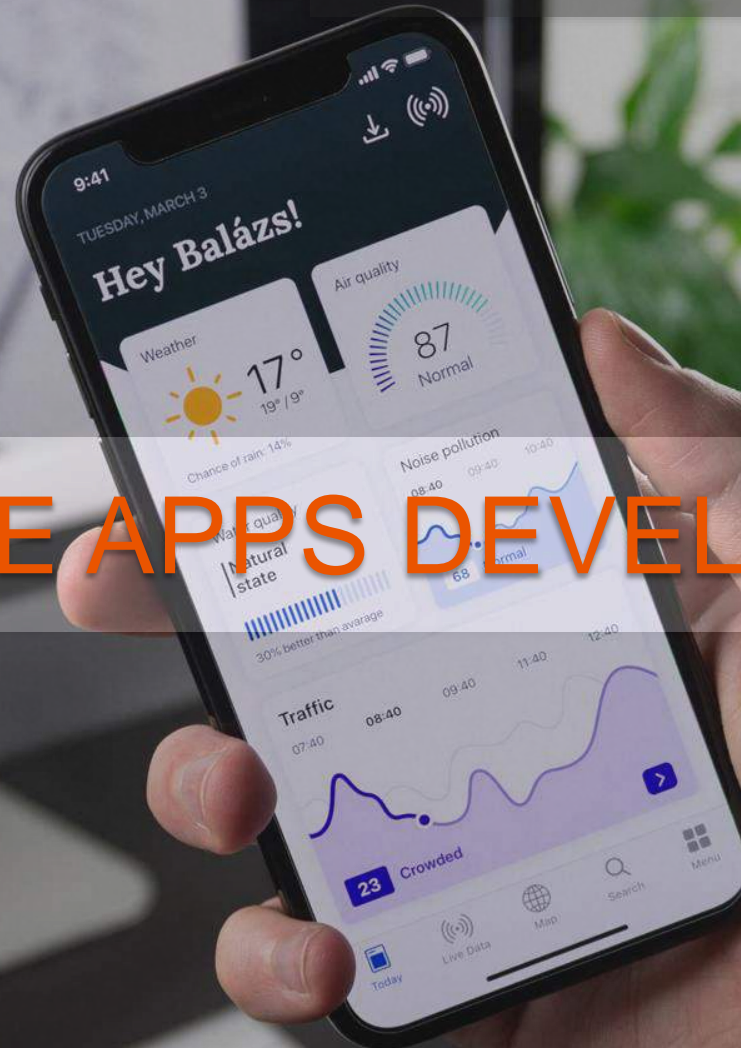 9:41
TUESDAY, MARCH 3
Hey Balázs!
Weather
17°
19° / 9°
Chance of rain: 14%
Air quality
87
Normal
Water quality
Natural
state
30% better than avarage
Noise pollution
08:40 09:40 10:40
68 Normal
E APPS DEVEL
Traffic
07:40 08:40 09:40 11:40 12:40
23 Crowded
Today Live Data Map Search Menu